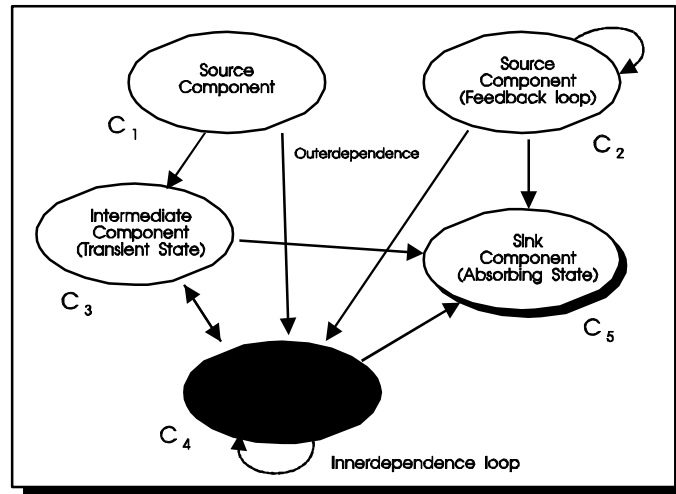 Source
Component
C 1
Source
Component
(Feedback loop)
C 2
Outerdependence
Intermediate
Component
(Transient State)
C 3
Sink
Component
(Absorbing State)
C 5
C 4
Innerdependence loop